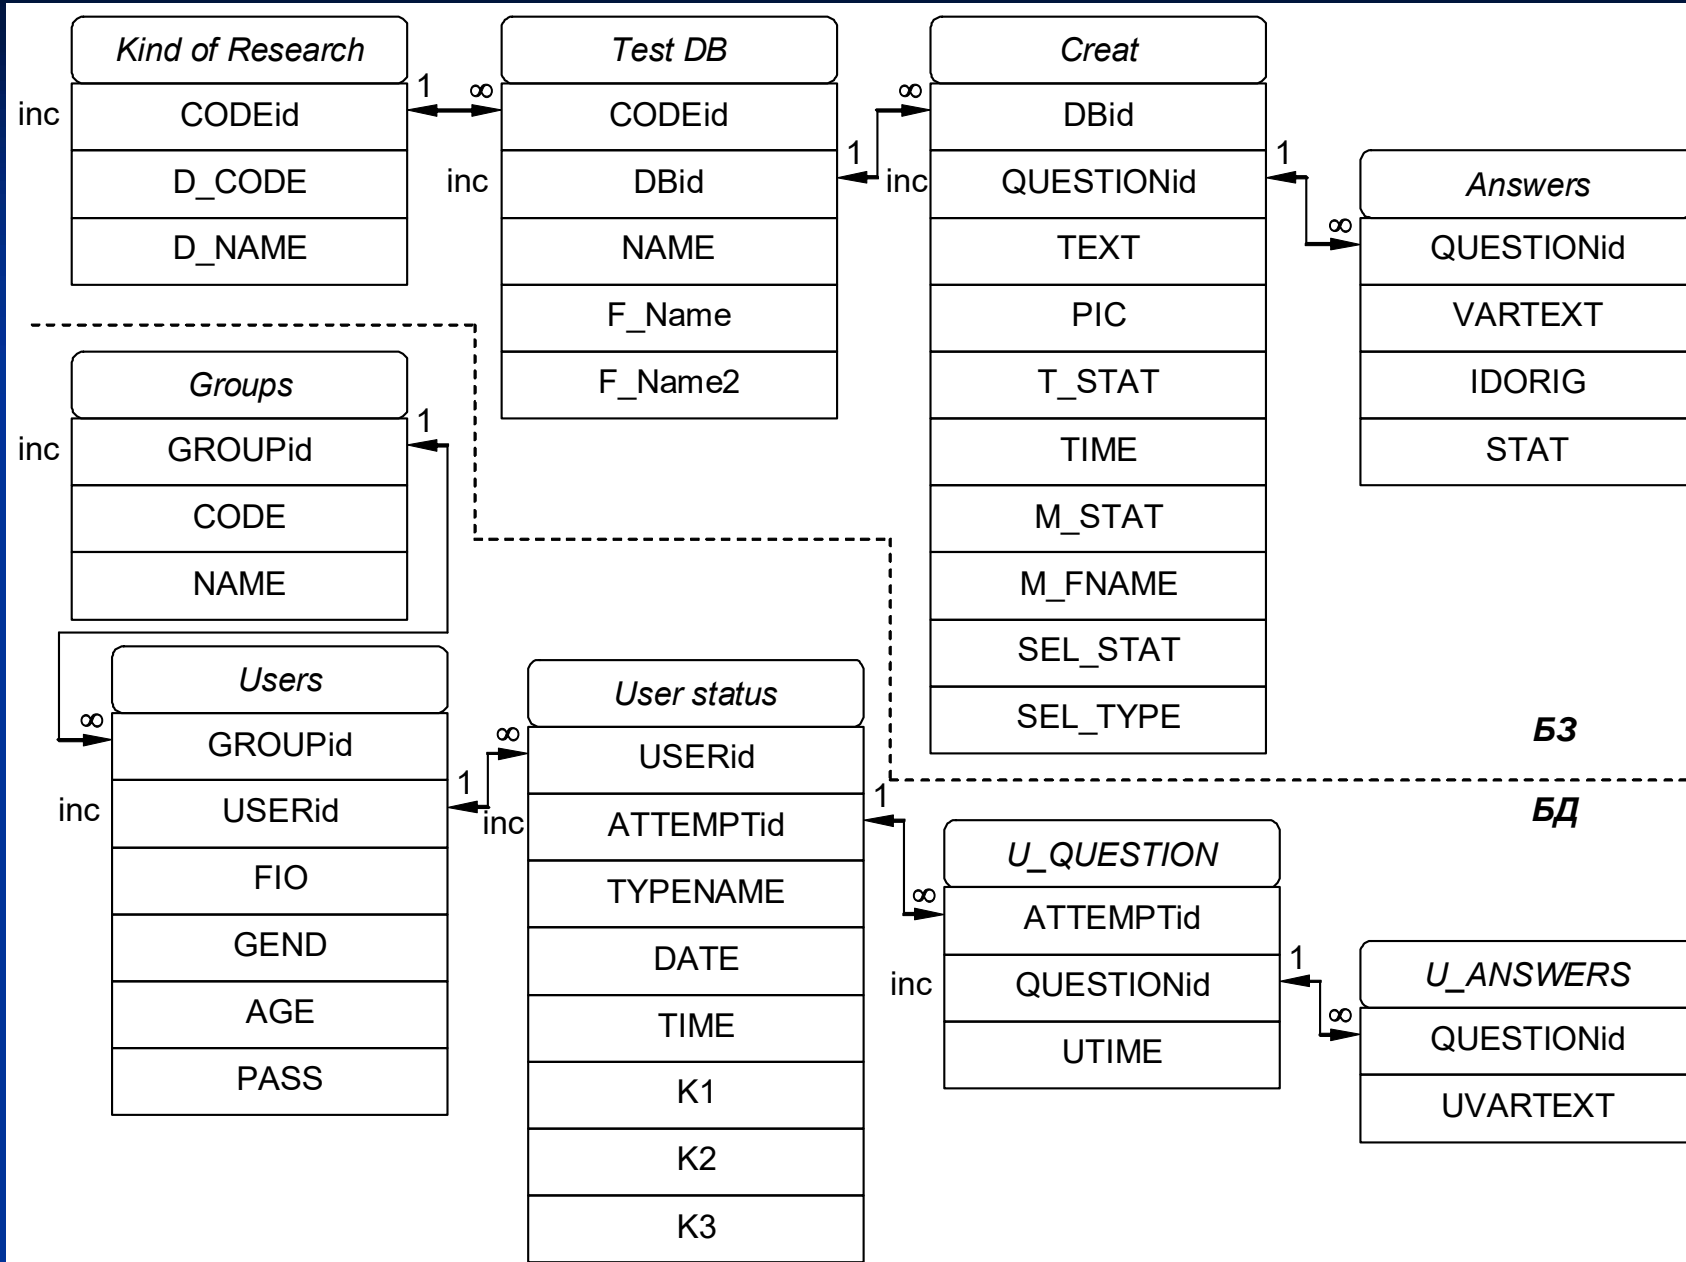 Kind of Research
inc
CODEid
D_CODE
D_NAME
1
∞
Test DB
CODEid
inc
DBid
NAME
F_Name
F_Name2
1
∞
Creat
DBid
inc
QUESTIONid
TEXT
PIC
T_STAT
TIME
M_STAT
M_FNAME
SEL_STAT
SEL_TYPE
1
∞
Answers
QUESTIONid
VARTEXT
IDORIG
STAT
БЗ
БД
Groups
inc
GROUPid
CODE
NAME
1
∞
Users
GROUPid
inc
USERid
FIO
GEND
AGE
PASS
1
∞
User status
USERid
inc
ATTEMPTid
TYPENAME
DATE
TIME
K1
K2
K3
1
∞
U_QUESTION
ATTEMPTid
inc
QUESTIONid
UTIME
1
∞
U_ANSWERS
QUESTIONid
UVARTEXT